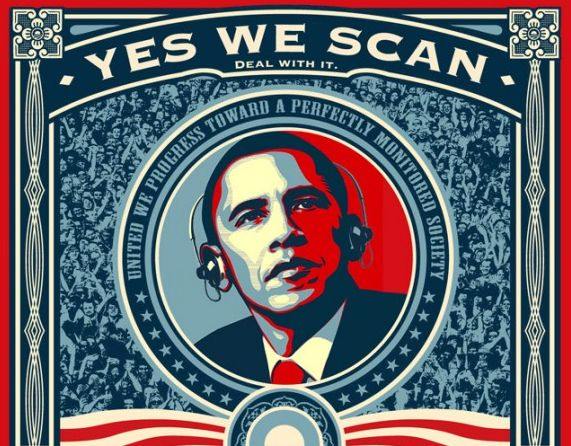 YES WE SCAN
DEAL WITH IT.
UNITED WE PROGRESS TOWARD A PERFECTLY MONITORED SOCIETY